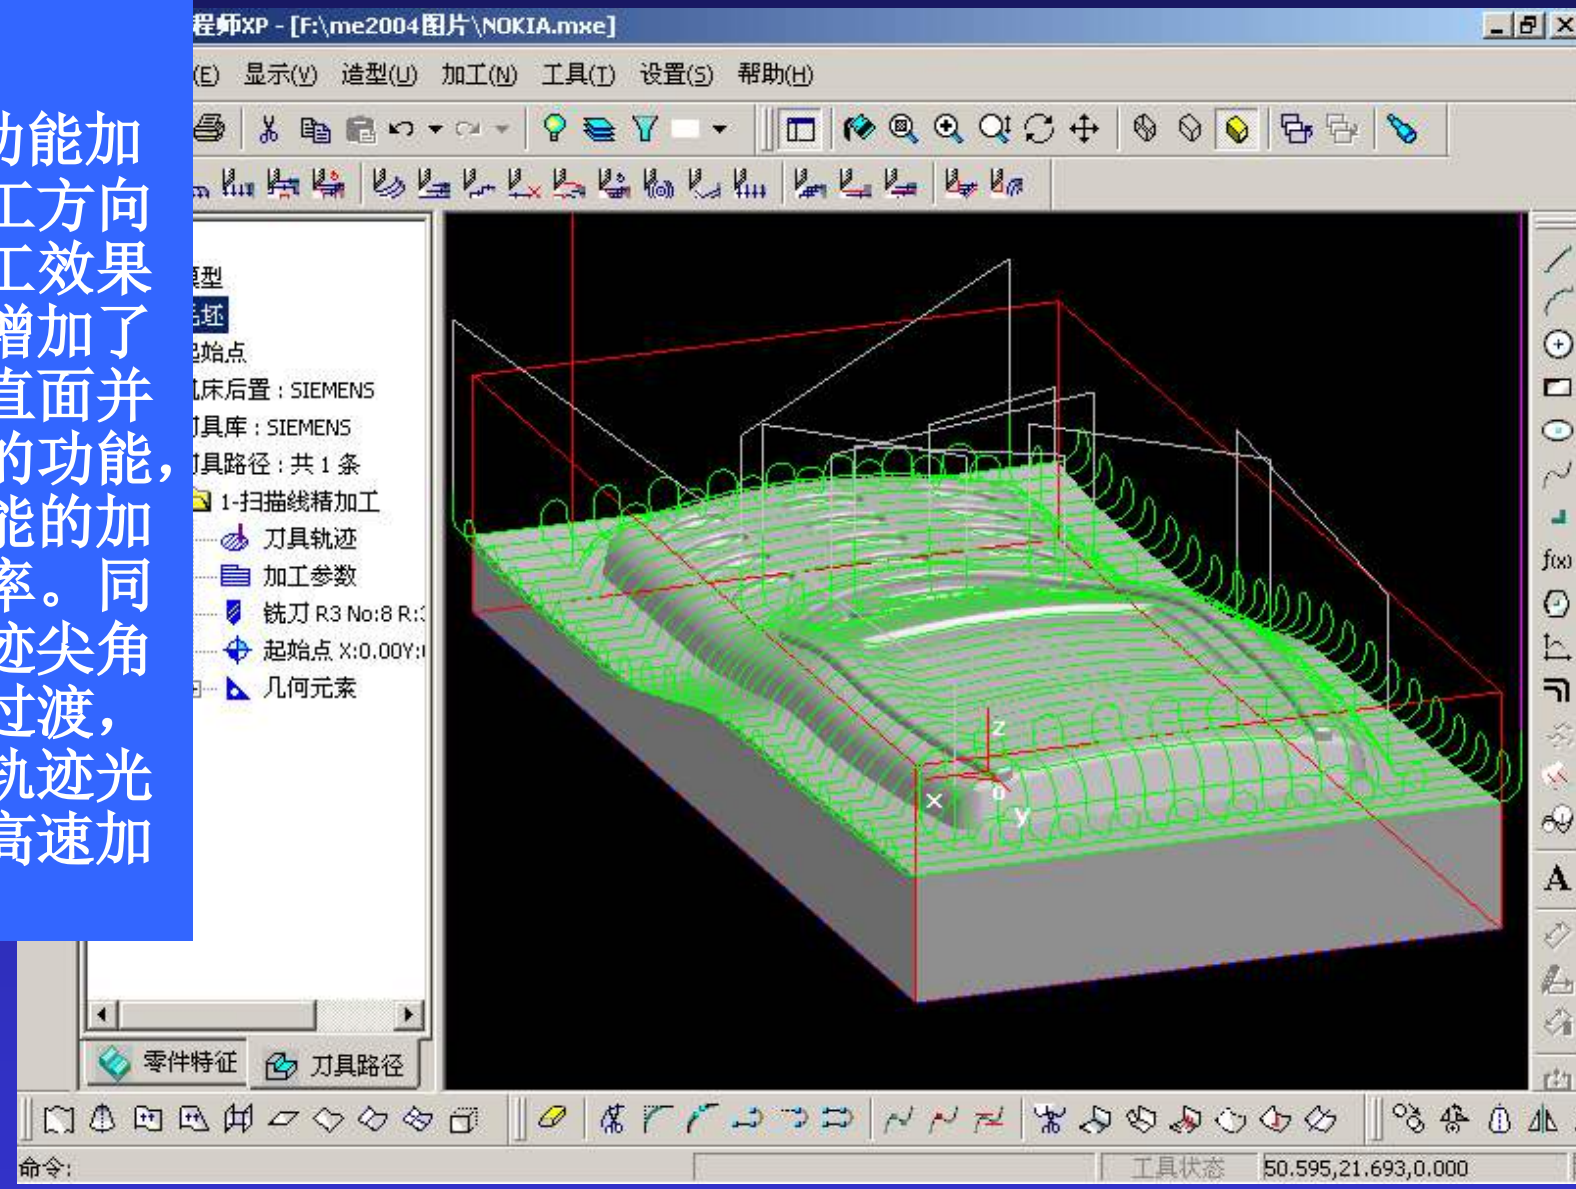 程师XP - [F:\me2004图片\NOKIA.mxe]
(E) 显示(V) 造型(U) 加工(N) 工具(T) 设置(S) 帮助(H)
功能加
工方向
工效果
增加了
直面并
的功能，
能的加
率。同
迹尖角
过渡，
轨迹光
高速加
模型
毛坯
起始点
机床后置 : SIEMENS
刀具库 : SIEMENS
刀具路径 : 共 1 条
1-扫描线精加工
刀具轨迹
加工参数
铣刀 R3 No:8 R:
起始点 X:0.00Y:
几何元素
零件特征
刀具路径
Z
X
o
y
f(x)
A
命令:
工具状态
50.595,21.693,0.000